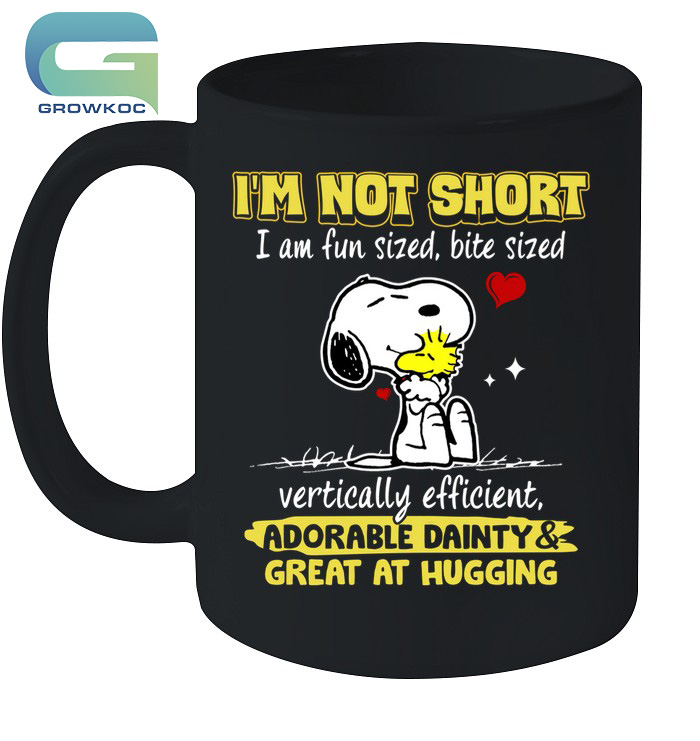 GROWKOC
I'M NOT SHORT
I am fun sized, bite sized
vertically efficient,
ADORABLE DAINTY &
GREAT AT HUGGING